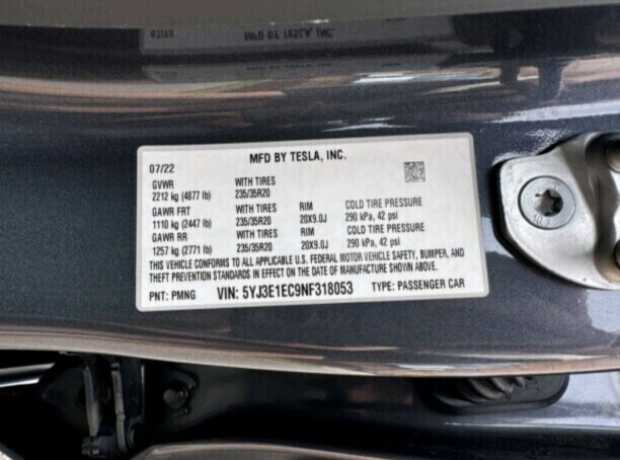 MFD BY TESLA, INC.
07/22
GVWR WITH TIRES
2212 kg (4877 lb) 235/35R20
GAWR FRT WITH TIRES RIM COLD TIRE PRESSURE
1110 kg (2447 lb) 235/35R20 20X9.0J 290 kPa, 42 psi
GAWR RR WITH TIRES RIM COLD TIRE PRESSURE
1257 kg (2771 lb) 235/35R20 20X9.0J 290 kPa, 42 psi
THIS VEHICLE CONFORMS TO ALL APPLICABLE U.S. FEDERAL MOTOR VEHICLE SAFETY, BUMPER, AND
THEFT PREVENTION STANDARDS IN EFFECT ON THE DATE OF MANUFACTURE SHOWN ABOVE.
PNT: PMNG VIN: 5YJ3E1EC9NF318053 TYPE: PASSENGER CAR